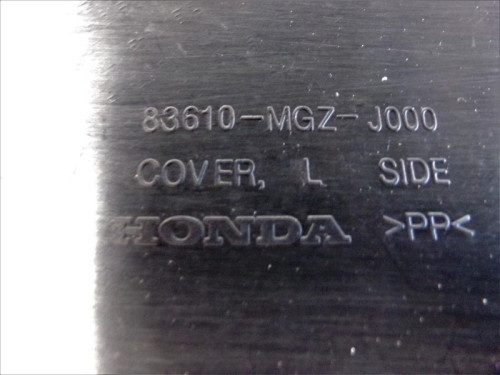 83610-MGZ-J000
COVER, L SIDE
HONDA >PP<